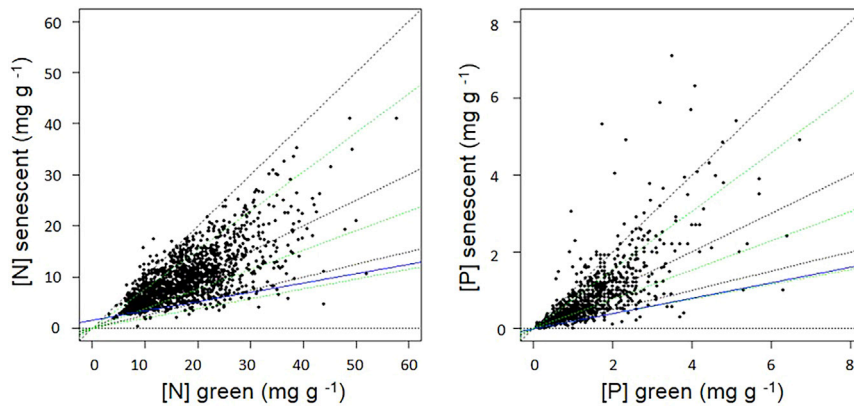 60
50
40
30
20
10
0
[N] senescent (mg g -1)
0 10 20 30 40 50 60
[N] green (mg g -1)
8
6
4
2
0
[P] senescent (mg g -1)
0 2 4 6 8
[P] green (mg g -1)